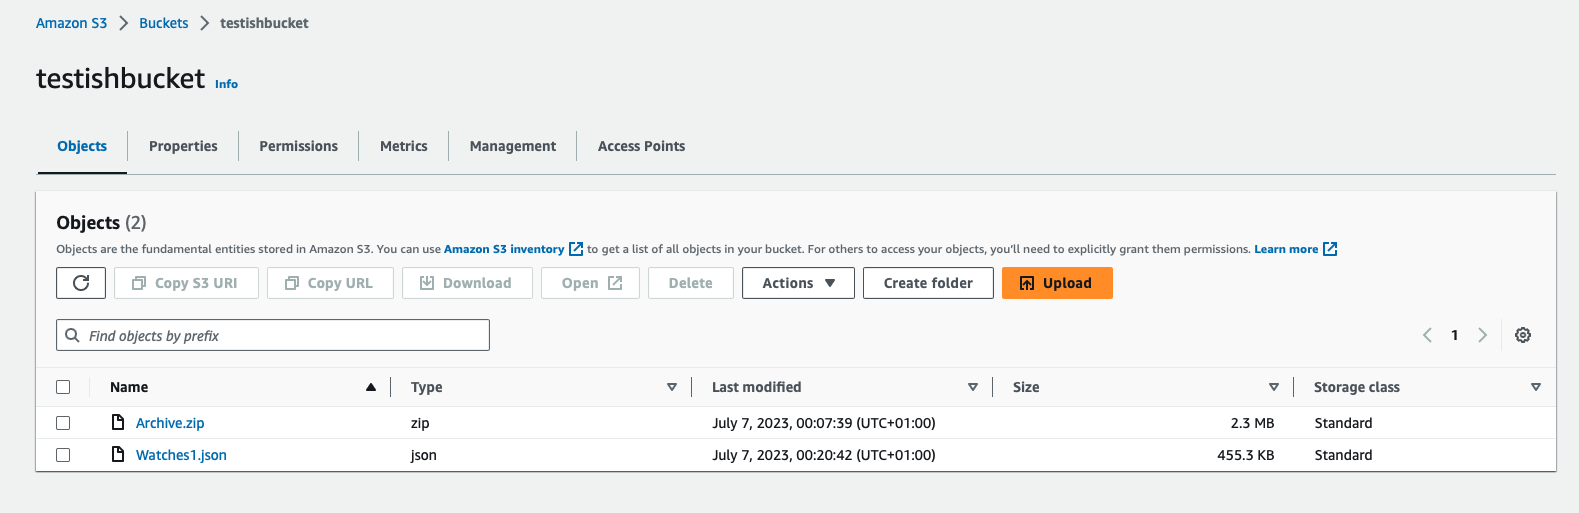 Amazon S3 > Buckets > testishbucket
testishbucket Info
Objects Properties Permissions Metrics Management Access Points
Objects (2)
Objects are the fundamental entities stored in Amazon S3. You can use Amazon S3 inventory to get a list of all objects in your bucket. For others to access your objects, you'll need to explicitly grant them permissions. Learn more
Copy S3 URI Copy URL Download Open Delete Actions Create folder Upload
Find objects by prefix
< 1 >
Name Type Last modified Size Storage class
Archive.zip zip July 7, 2023, 00:07:39 (UTC+01:00) 2.3 MB Standard
Watches1.json json July 7, 2023, 00:20:42 (UTC+01:00) 455.3 KB Standard